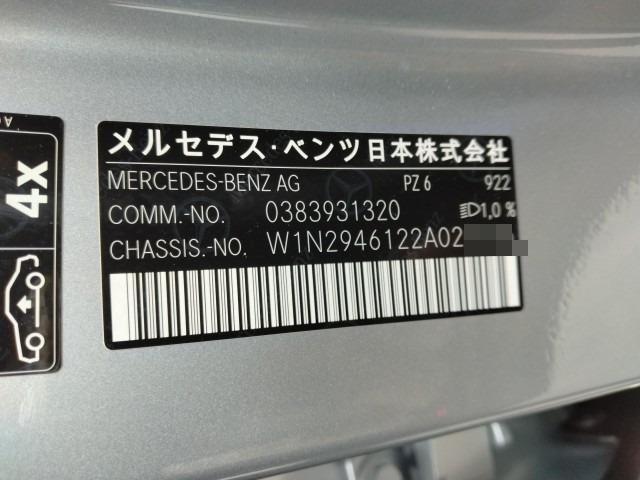 メルセデス・ベンツ日本株式会社
MERCEDES-BENZ AG PZ 6 922
COMM.-NO. 0383931320 1,0 %
CHASSIS.-NO. W1N2946122A02
4x